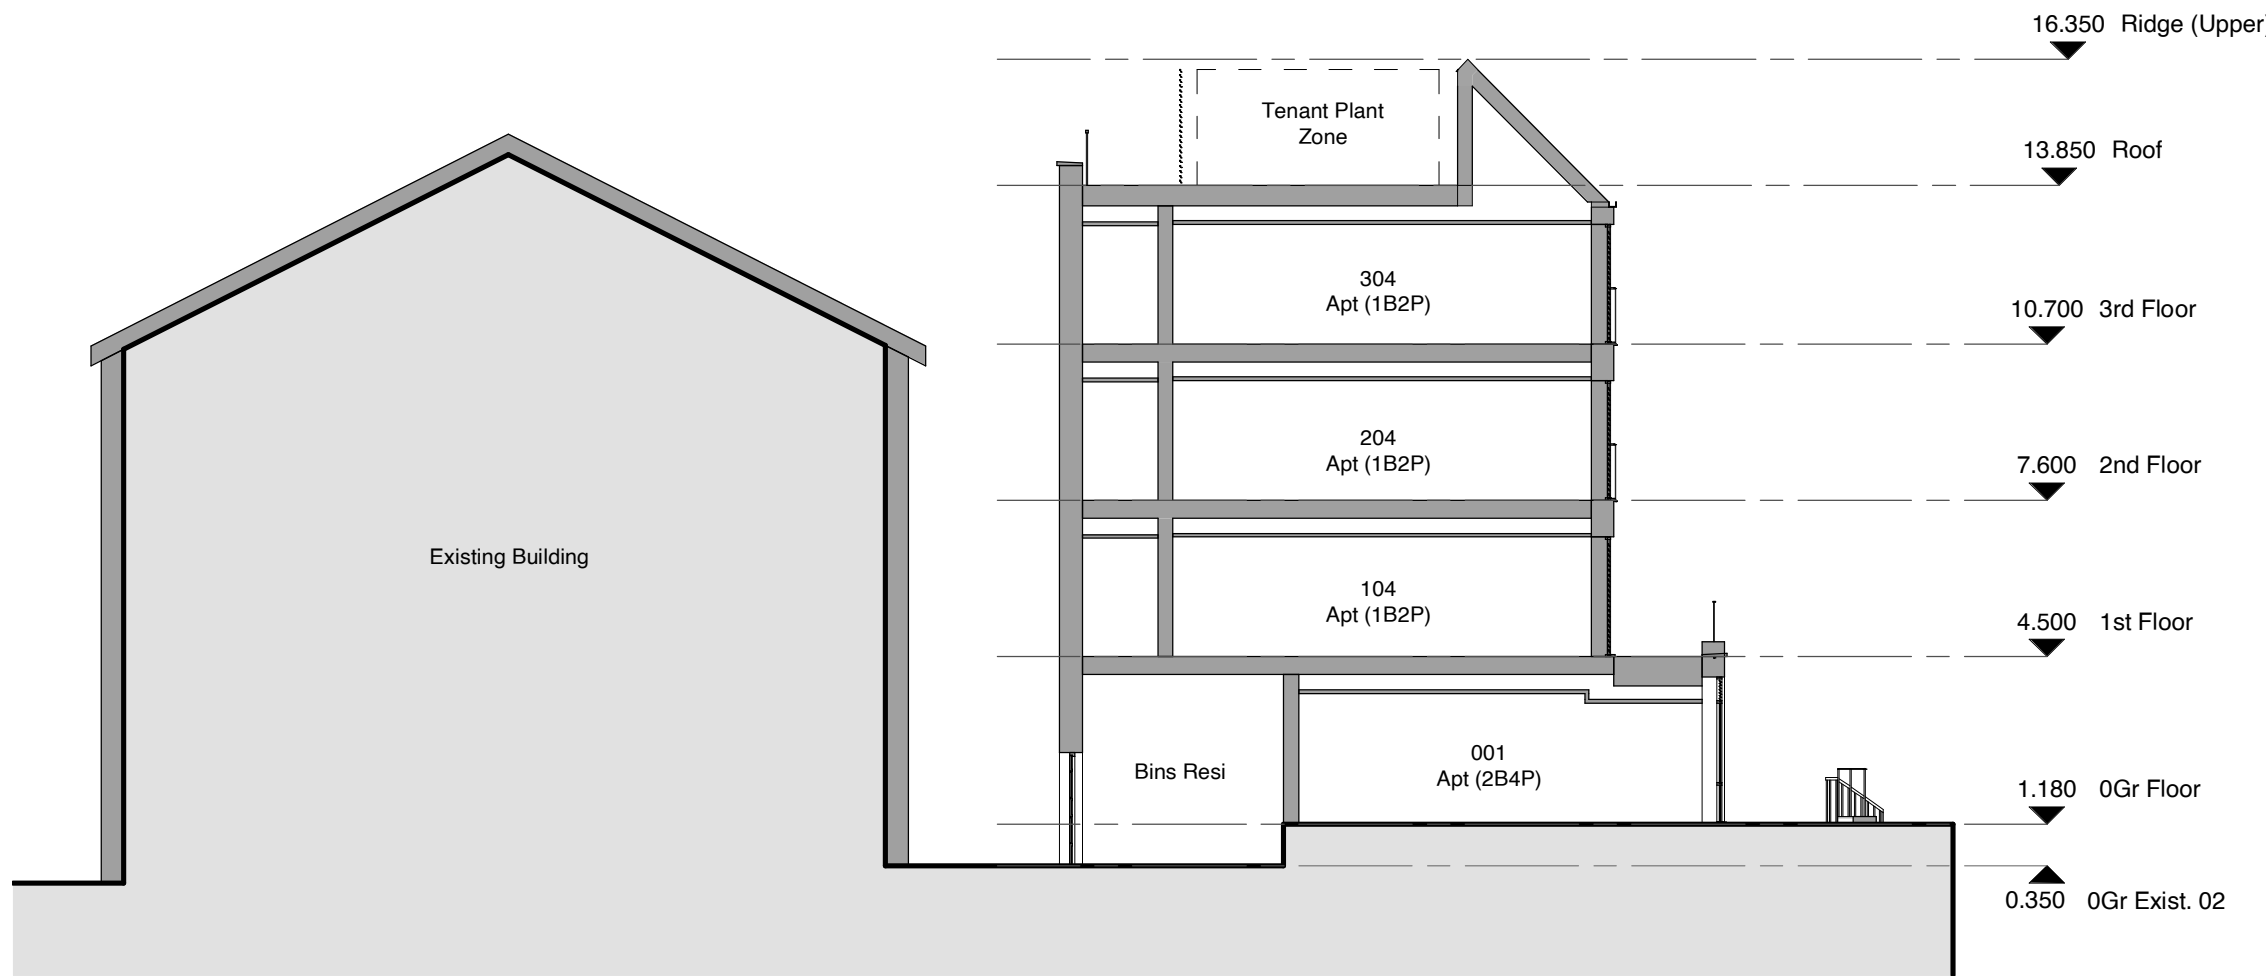 16.350 Ridge (Upper)
Tenant Plant
Zone
13.850 Roof
304
Apt (1B2P)
10.700 3rd Floor
204
Apt (1B2P)
7.600 2nd Floor
Existing Building
104
Apt (1B2P)
4.500 1st Floor
001
Apt (2B4P)
Bins Resi
1.180 0Gr Floor
0.350 0Gr Exist. 02